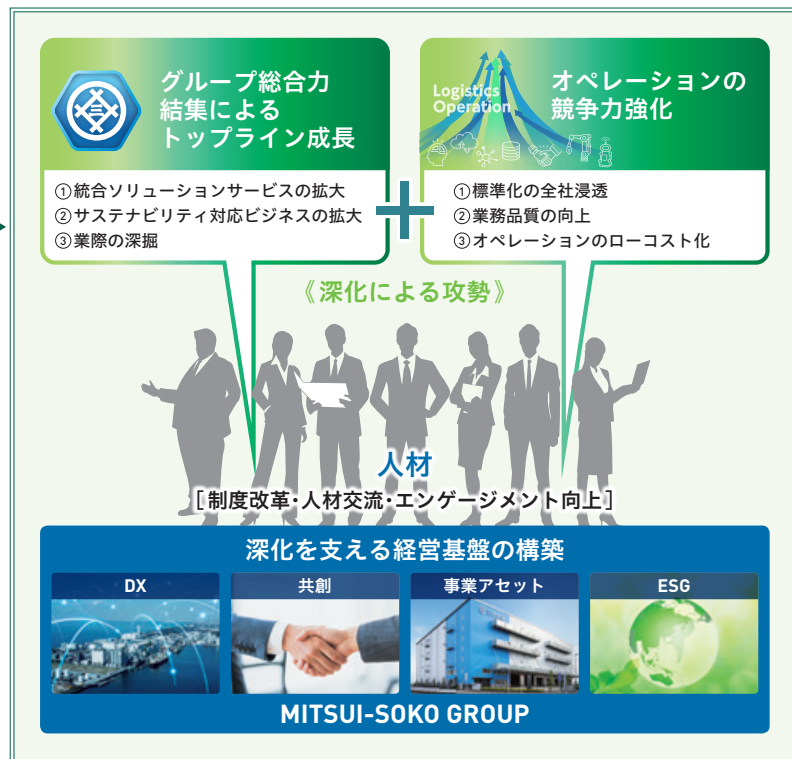 グループ総合力
結集による
トップライン成長
①統合ソリューションサービスの拡大
②サステナビリティ対応ビジネスの拡大
③業際の深掘
+
Logistics
Operation
オペレーションの
競争力強化
①標準化の全社浸透
②業務品質の向上
③オペレーションのローコスト化
《深化による攻勢》
人材
[制度改革・人材交流・エンゲージメント向上]
深化を支える経営基盤の構築
DX
共創
事業アセット
ESG
MITSUI-SOKO GROUP